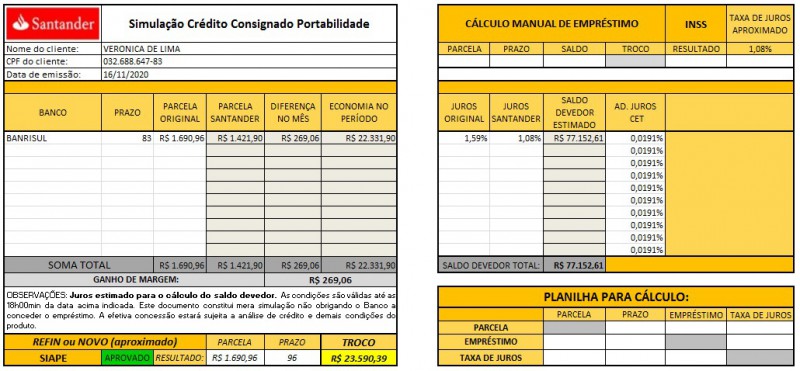 Santander
Simulação Crédito Consignado Portabilidade
Nome do cliente: VERONICA DE LIMA
CPF do cliente: 032.688.647-83
Data de emissão: 16/11/2020
BANCO PRAZO PARCELA ORIGINAL PARCELA SANTANDER DIFERENÇA NO MÊS ECONOMIA NO PERÍODO
BANRISUL 83 R$ 1.690,96 R$ 1.421,90 R$ 269,06 R$ 22.331,90
SOMA TOTAL R$ 1.690,96 R$ 1.421,90 R$ 269,06 R$ 22.331,90
GANHO DE MARGEM: R$ 269,06
OBSERVAÇÕES: Juros estimado para o cálculo do saldo devedor. As condições são válidas até as
18h00min da data acima indicada. Este documento constitui mera simulação não obrigando o Banco a
conceder o empréstimo. A efetiva concessão estará sujeita a análise de crédito e demais condições do
produto.
REFIN ou NOVO (aproximado) PARCELA PRAZO TROCO
SIAPE APROVADO RESULTADO: R$ 1.690,96 96 R$ 23.590,39
CÁLCULO MANUAL DE EMPRÉSTIMO INSS TAXA DE JUROS APROXIMADO
PARCELA PRAZO SALDO TROCO RESULTADO 1,08%
JUROS ORIGINAL JUROS SANTANDER SALDO DEVEDOR ESTIMADO AD. JUROS CET
1,59% 1,08% R$ 77.152,61 0,0191%
0,0191%
0,0191%
0,0191%
0,0191%
0,0191%
0,0191%
0,0191%
0,0191%
0,0191%
SALDO DEVEDOR TOTAL: R$ 77.152,61
PLANILHA PARA CÁLCULO:
PARCELA EMPRÉSTIMO TAXA DE JUROS
PARCELA
EMPRÉSTIMO
TAXA DE JUROS